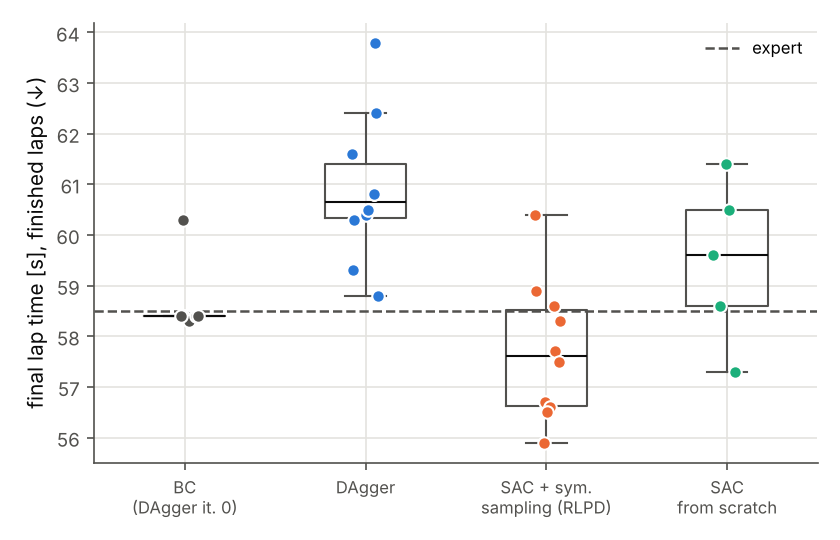 final lap time [s], finished laps (↓)
64
63
62
61
60
59
58
57
56
expert
BC
(DAgger it. 0)
DAgger
SAC + sym.
sampling (RLPD)
SAC
from scratch